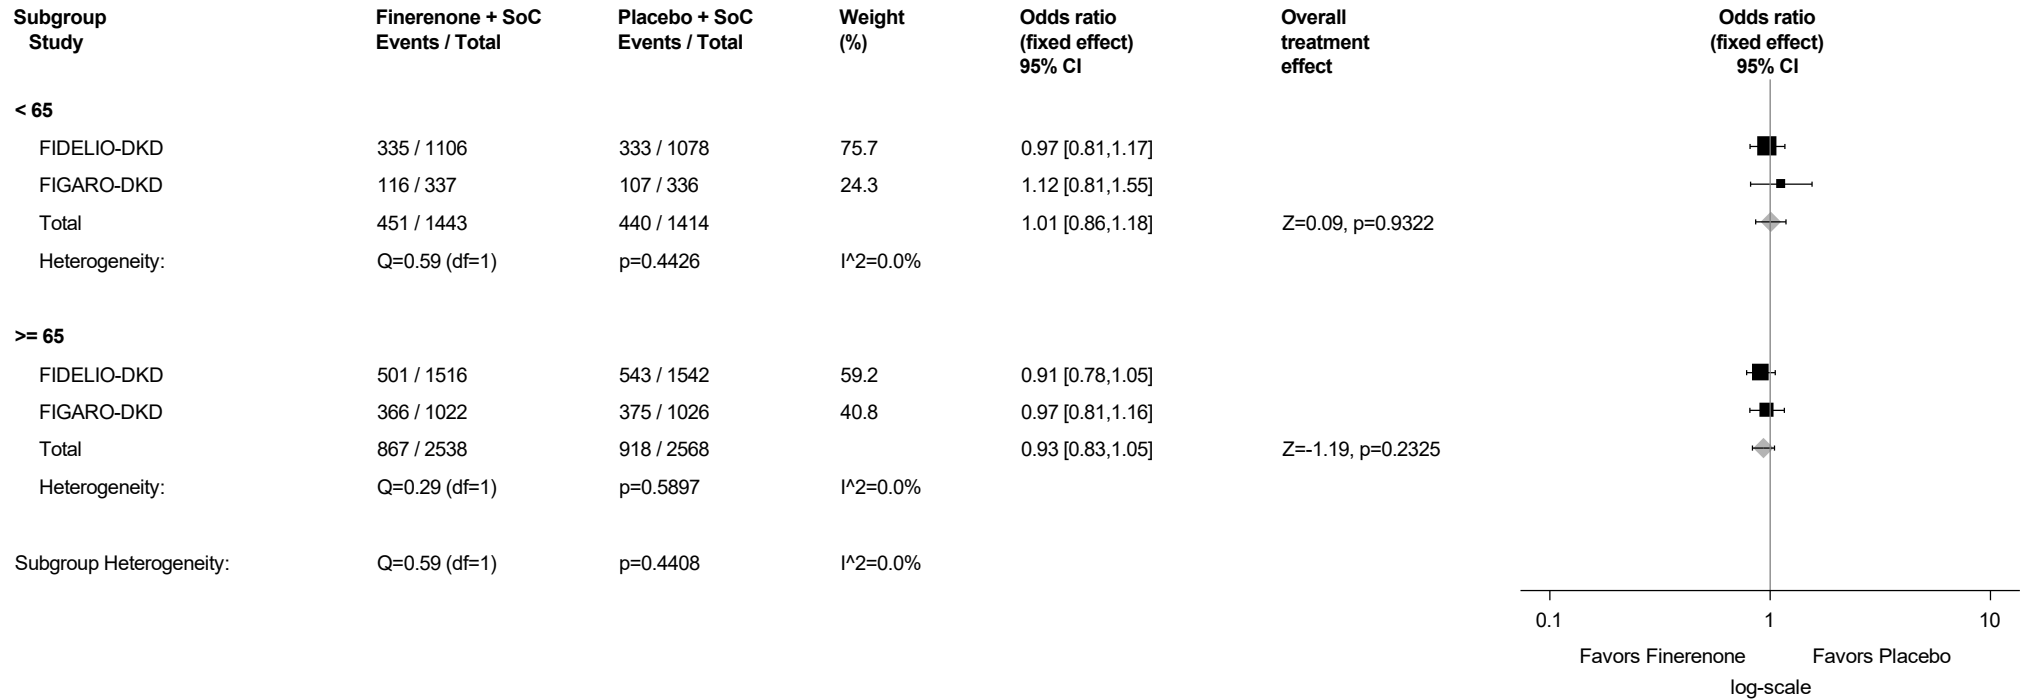 Subgroup Finerenone + SoC Placebo + SoC Weight Odds ratio Overall Odds ratio
Study Events / Total Events / Total (%) (fixed effect) treatment (fixed effect)
95% CI effect 95% CI
< 65
FIDELIO-DKD 335 / 1106 333 / 1078 75.7 0.97 [0.81,1.17]
FIGARO-DKD 116 / 337 107 / 336 24.3 1.12 [0.81,1.55]
Total 451 / 1443 440 / 1414 1.01 [0.86,1.18] Z=0.09, p=0.9322
Heterogeneity: Q=0.59 (df=1) p=0.4426 I^2=0.0%
>= 65
FIDELIO-DKD 501 / 1516 543 / 1542 59.2 0.91 [0.78,1.05]
FIGARO-DKD 366 / 1022 375 / 1026 40.8 0.97 [0.81,1.16]
Total 867 / 2538 918 / 2568 0.93 [0.83,1.05] Z=-1.19, p=0.2325
Heterogeneity: Q=0.29 (df=1) p=0.5897 I^2=0.0%
Subgroup Heterogeneity: Q=0.59 (df=1) p=0.4408 I^2=0.0%
0.1 1 10
Favors Finerenone Favors Placebo
log-scale